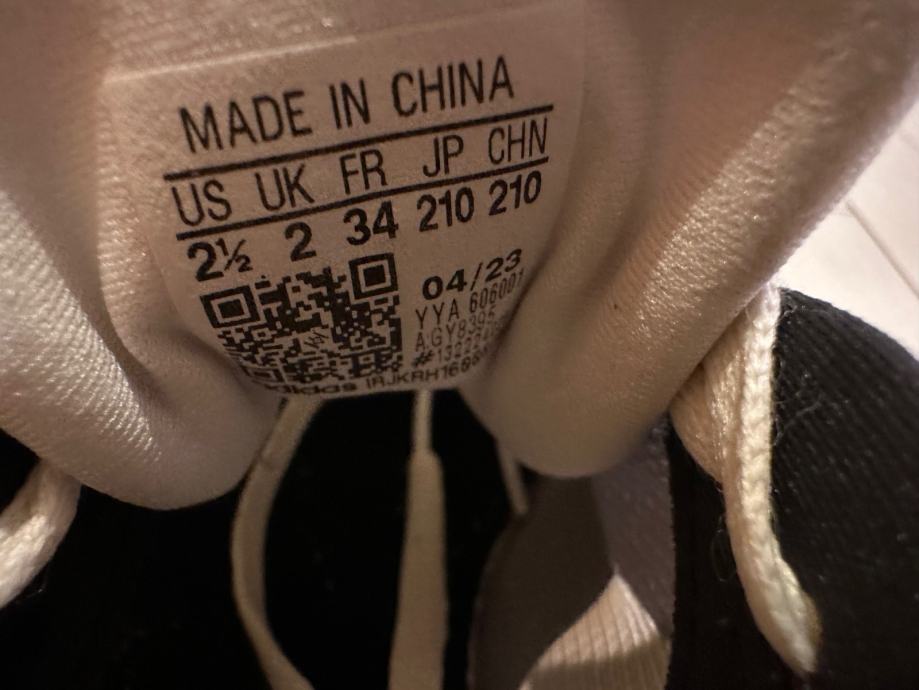 MADE IN CHINA
US UK FR JP CHN
2½ 2 34 210 210
04/23
YYA 606001
adidas